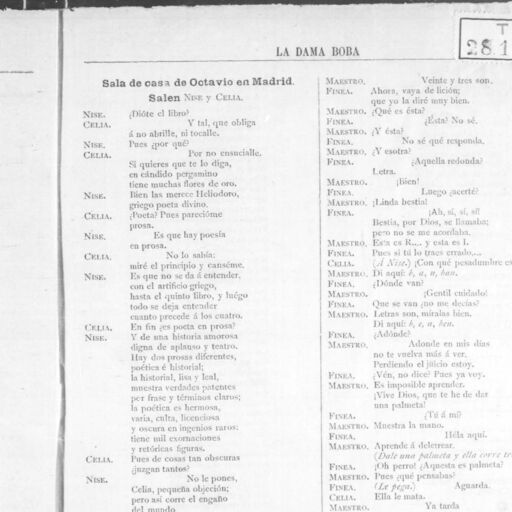 LA DAMA BOBA
T
281
Sala de casa de Octavio en Madrid.
Salen NISE y CELIA.
NISE. ¿Dióte el libro?
CELIA. Y tal, que obliga
á no abrille, ni tocalle.
NISE. Pues ¿por qué?
CELIA. Por no ensucialle.
Si quieres que te lo diga,
en cándido pergamino
tiene muchas flores de oro.
NISE. Bien las merece Heliodoro,
griego poeta divino.
CELIA. ¿Poeta? Pues parecióme
prosa.
NISE. Es que hay poesía
en prosa.
CELIA. No lo sabía:
miré el principio y canséme.
NISE. Es que no se da á entender,
con el artificio griego,
hasta el quinto libro, y luégo
todo se deja entender
cuanto precede á los cuatro.
CELIA. En fin ¿es poeta en prosa?
NISE. Y de una historia amorosa
digna de aplauso y teatro.
Hay dos prosas diferentes,
poética é historial;
la historial, lisa y leal,
muestra verdades patentes
por frase y términos claros;
la poética es hermosa,
varia, culta, licenciosa
y oscura en ingenios raros:
tiene mil exornaciones
y retóricas figuras.
CELIA. Pues de cosas tan obscuras
¿juzgan tantos?
NISE. No le pones,
Celia, pequeña objeción;
pero así corre el engaño
del mundo
MAESTRO. Veinte y tres son.
FINEA. Ahora, vaya de lición;
que yo la diré muy bien.
MAESTRO. ¿Qué es ésta?
FINEA. ¿Ésta? No sé.
MAESTRO. ¿Y ésta?
FINEA. No sé qué responda.
MAESTRO. ¿Y esotra?
FINEA. ¿Aquella redonda?
Letra.
MAESTRO. ¡Bien!
FINEA. Luego ¿acerté?
MAESTRO. ¡Linda bestia!
FINEA. ¡Ah, sí, sí, sí!
Bestia, por Dios, se llamaba;
pero no se me acordaba.
MAESTRO. Esta es R.... y esta es I.
FINEA. Pues si tú lo traes errado....
CELIA. (A Nise.) ¡Con qué pesadumbre es
MAESTRO. Di aquí: b, a, n, ban.
FINEA. ¿Dónde van?
MAESTRO. ¡Gentil cuidado!
FINEA. Que se van ¿no me decías?
MAESTRO. Letras son, míralas bien.
Di aquí: b, e, n, ben.
FINEA. ¿Adónde?
MAESTRO. Adonde en mis días
no te vuelva más á ver.
Perdiendo el juicio estoy.
FINEA. ¿Vén, no dice? Pues ya voy.
MAESTRO. Es imposible aprender.
¡Vive Dios, que te he de dar
una palmeta!
FINEA. ¿Tú á mí?
MAESTRO. Muestra la mano.
FINEA. Héla aquí.
MAESTRO. Aprende á deletrear.
(Dale una palmeta y ella corre tr
FINEA. ¡Oh perro! ¿Aquesta es palmeta?
MAESTRO. Pues ¿qué pensabas?
FINEA. (Le pega.) Aguarda.
CELIA. Ella le mata.
MAESTRO. Ya tarda